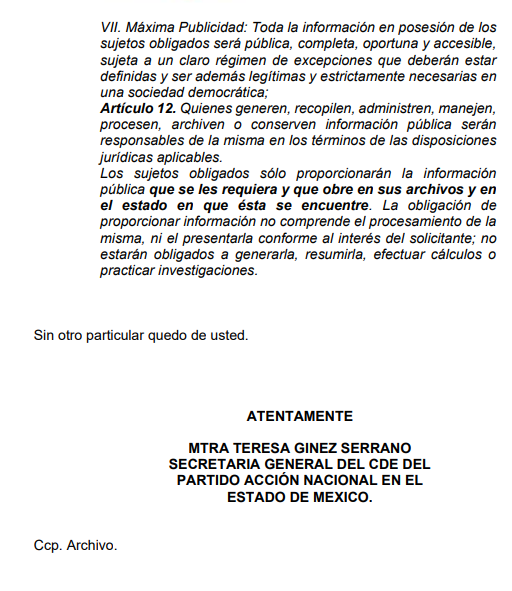 VII. Máxima Publicidad: Toda la información en posesión de los
sujetos obligados será pública, completa, oportuna y accesible,
sujeta a un claro régimen de excepciones que deberán estar
definidas y ser además legítimas y estrictamente necesarias en
una sociedad democrática;
Artículo 12. Quienes generen, recopilen, administren, manejen,
procesen, archiven o conserven información pública serán
responsables de la misma en los términos de las disposiciones
jurídicas aplicables.
Los sujetos obligados sólo proporcionarán la información
pública que se les requiera y que obre en sus archivos y en
el estado en que ésta se encuentre. La obligación de
proporcionar información no comprende el procesamiento de la
misma, ni el presentarla conforme al interés del solicitante; no
estarán obligados a generarla, resumirla, efectuar cálculos o
practicar investigaciones.
Sin otro particular quedo de usted.
ATENTAMENTE
MTRA TERESA GINEZ SERRANO
SECRETARIA GENERAL DEL CDE DEL
PARTIDO ACCIÓN NACIONAL EN EL
ESTADO DE MEXICO.
Ccp. Archivo.